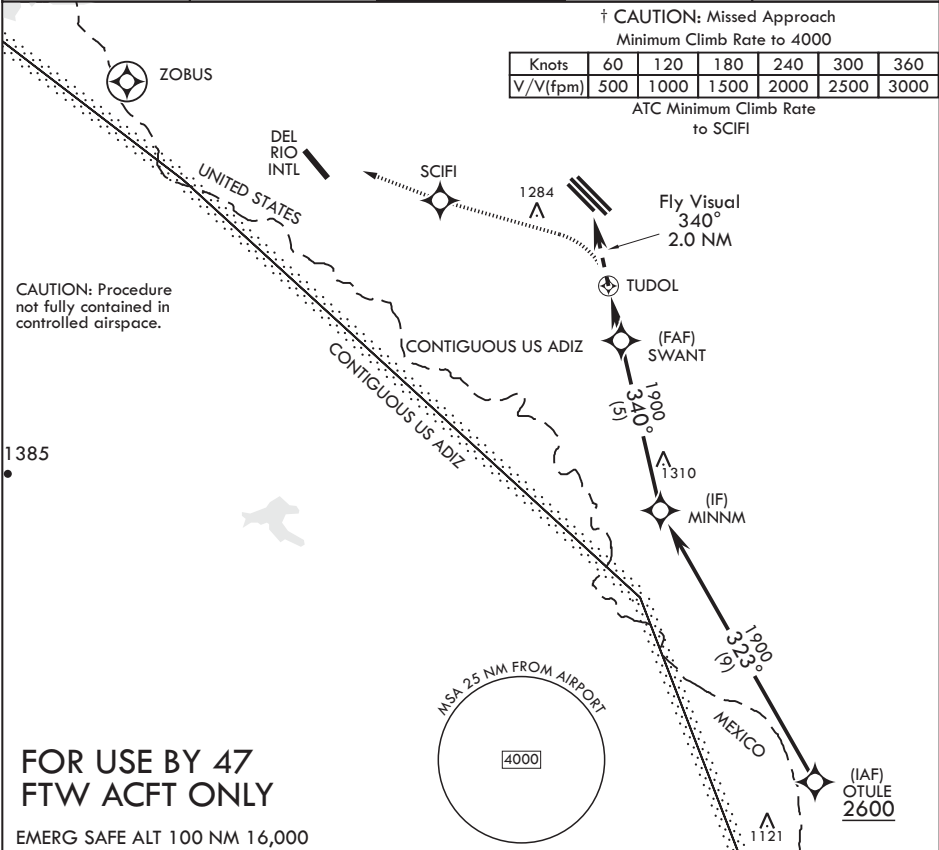 † CAUTION: Missed Approach
Minimum Climb Rate to 4000
Knots 60 120 180 240 300 360
V/V(fpm) 500 1000 1500 2000 2500 3000
ATC Minimum Climb Rate
to SCIFI
ZOBUS
DEL
RIO
INTL
SCIFI
1284
UNITED STATES
Fly Visual
340°
2.0 NM
TUDOL
CAUTION: Procedure
not fully contained in
controlled airspace.
CONTIGUOUS US ADIZ
(FAF)
SWANT
CONTIGUOUS US ADIZ
1900
340°
(5)
1385
1310
(IF)
MINNM
1900
323°
(9)
MSA 25 NM FROM AIRPORT
4000
MEXICO
FOR USE BY 47
FTW ACFT ONLY
(IAF)
OTULE
2600
EMERG SAFE ALT 100 NM 16,000
1121